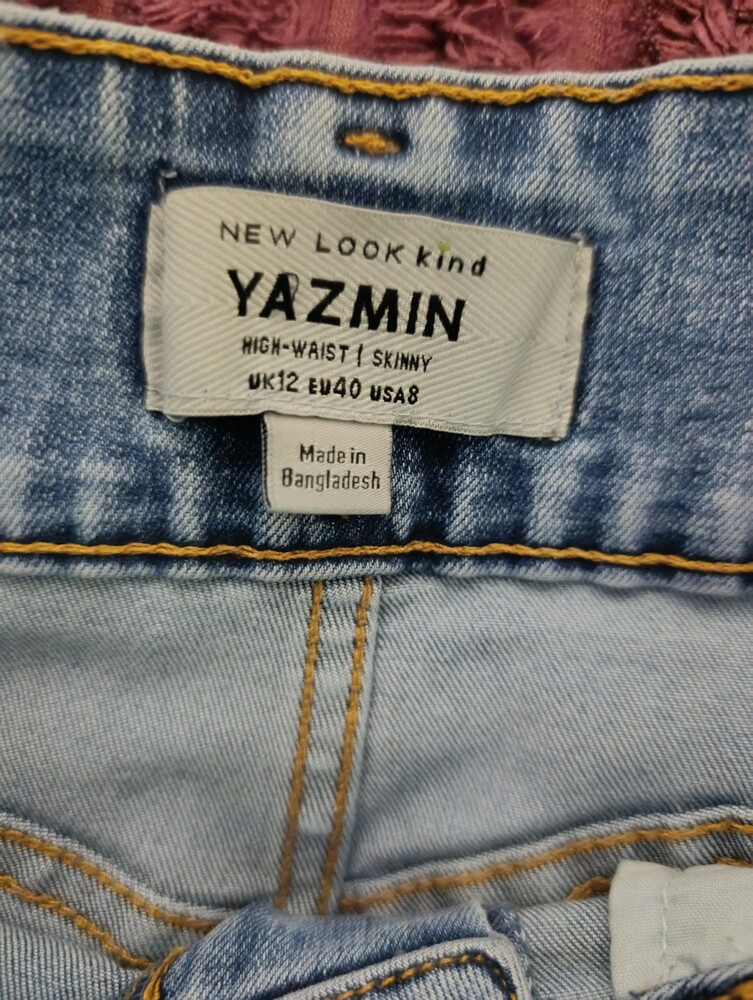 NEW LOOK kind
YAZMIN
HIGH-WAIST | SKINNY
UK12 EU40 USA8
Made in
Bangladesh